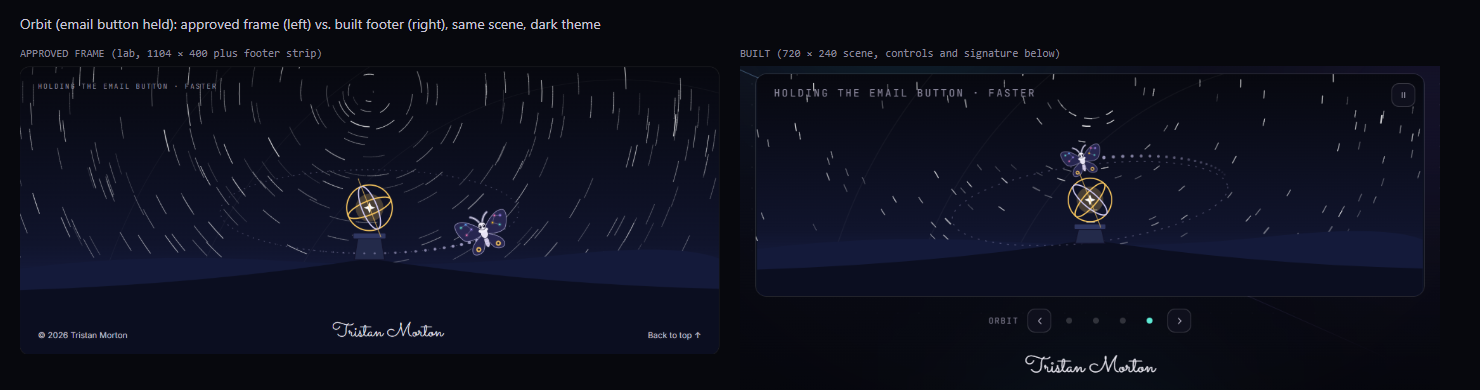 Orbit (email button held): approved frame (left) vs. built footer (right), same scene, dark theme
APPROVED FRAME (lab, 1104 × 400 plus footer strip)
HOLDING THE EMAIL BUTTON · FASTER
© 2026 Tristan Morton
Tristan Morton
Back to top ↑
BUILT (720 × 240 scene, controls and signature below)
HOLDING THE EMAIL BUTTON · FASTER
ORBIT
Tristan Morton